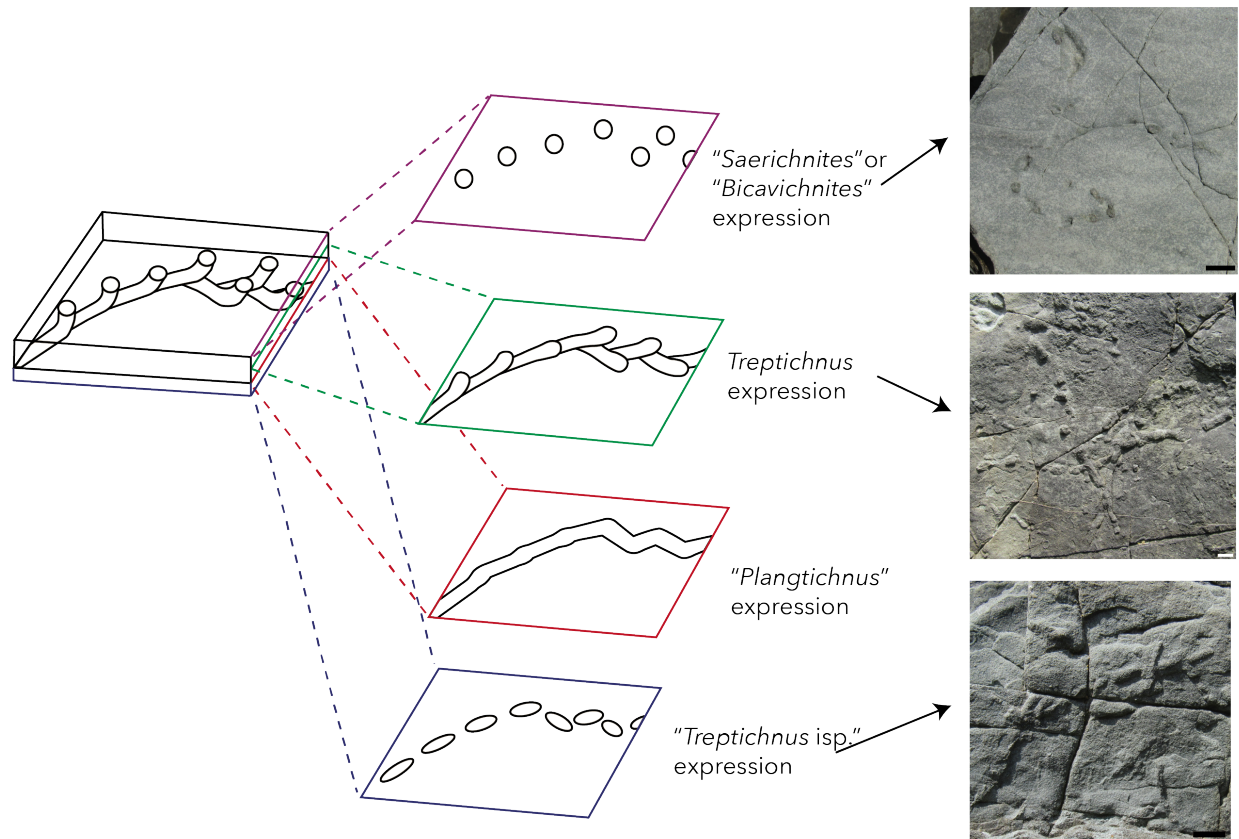 “Saerichnites” or
“Bicavichnites”
expression
Treptichnus
expression
“Plangtichnus”
expression
“Treptichnus isp.”
expression